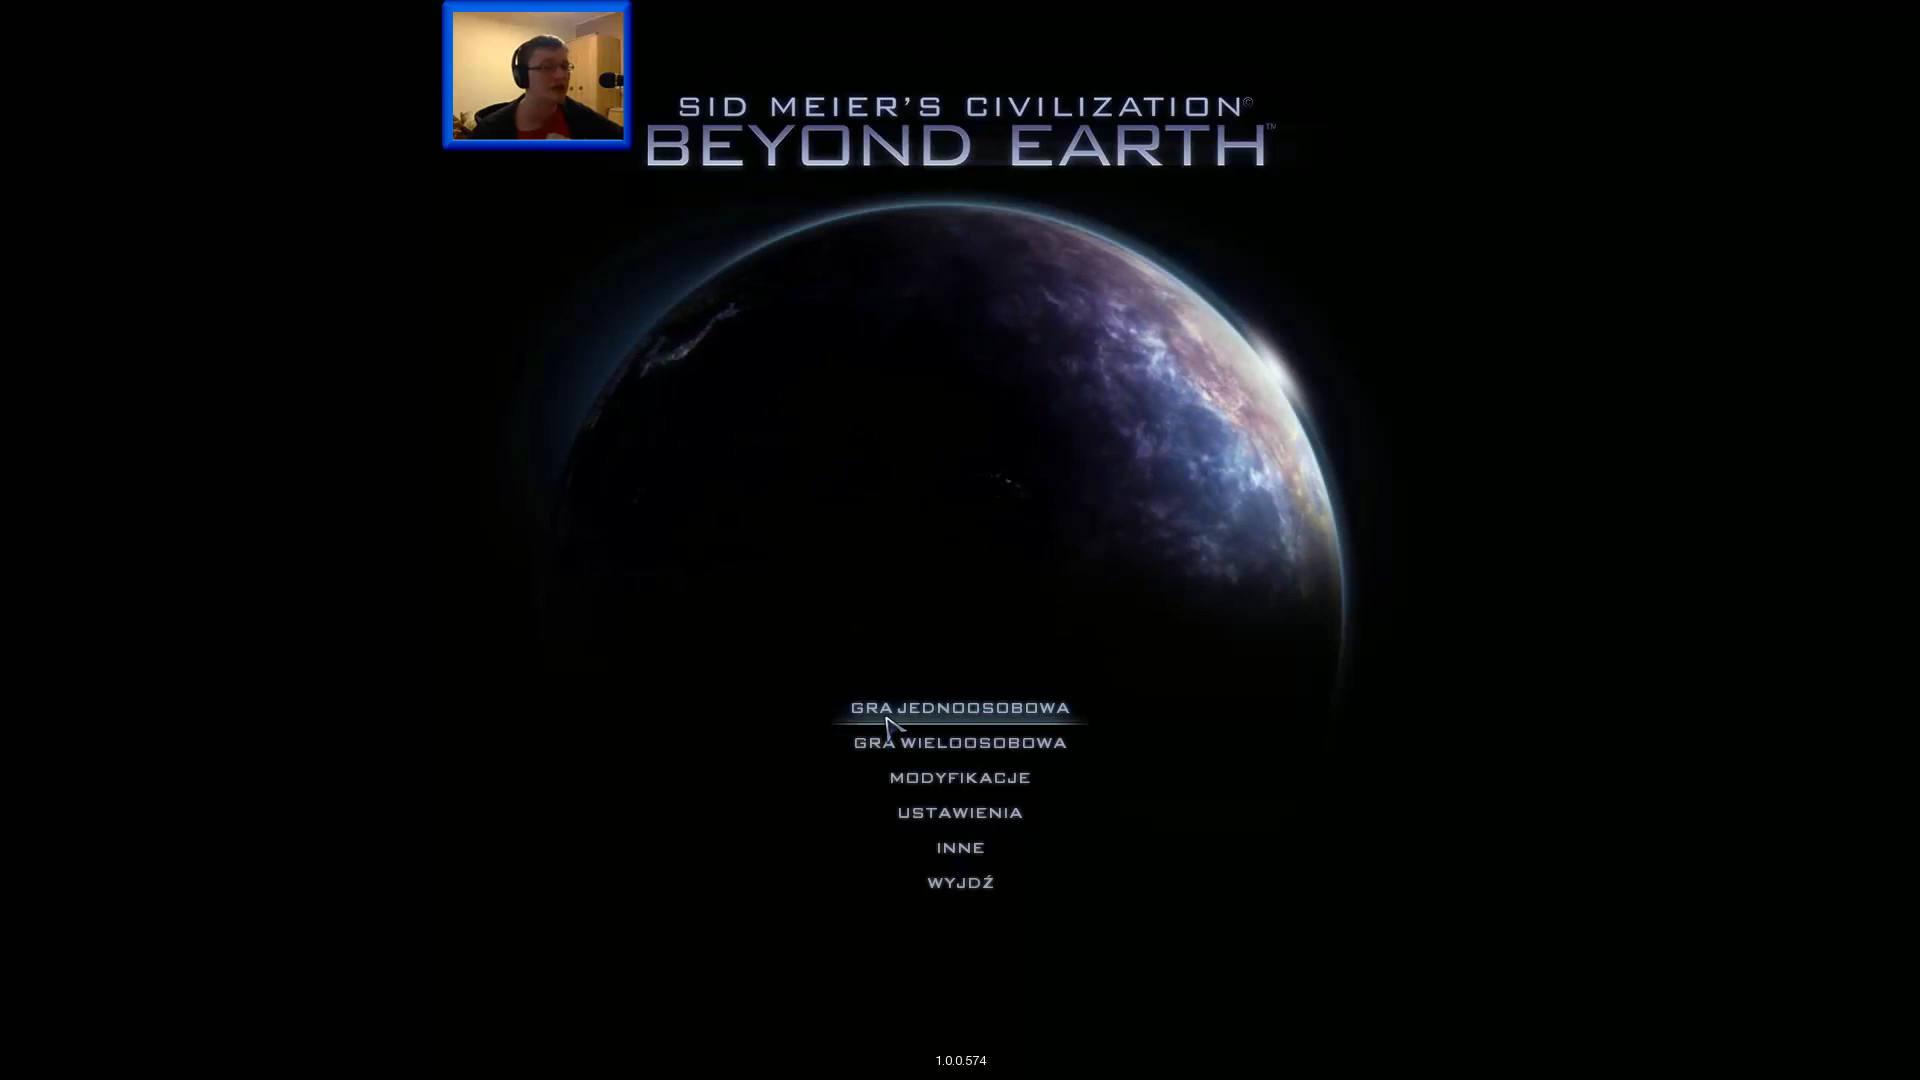 SID MEIER'S CIVILIZATION©
BEYOND EARTH™
GRA JEDNOOSOBOWA
GRA WIELOOSOBOWA
MODYFIKACJE
USTAWIENIA
INNE
WYJDŹ
1.0.0.574